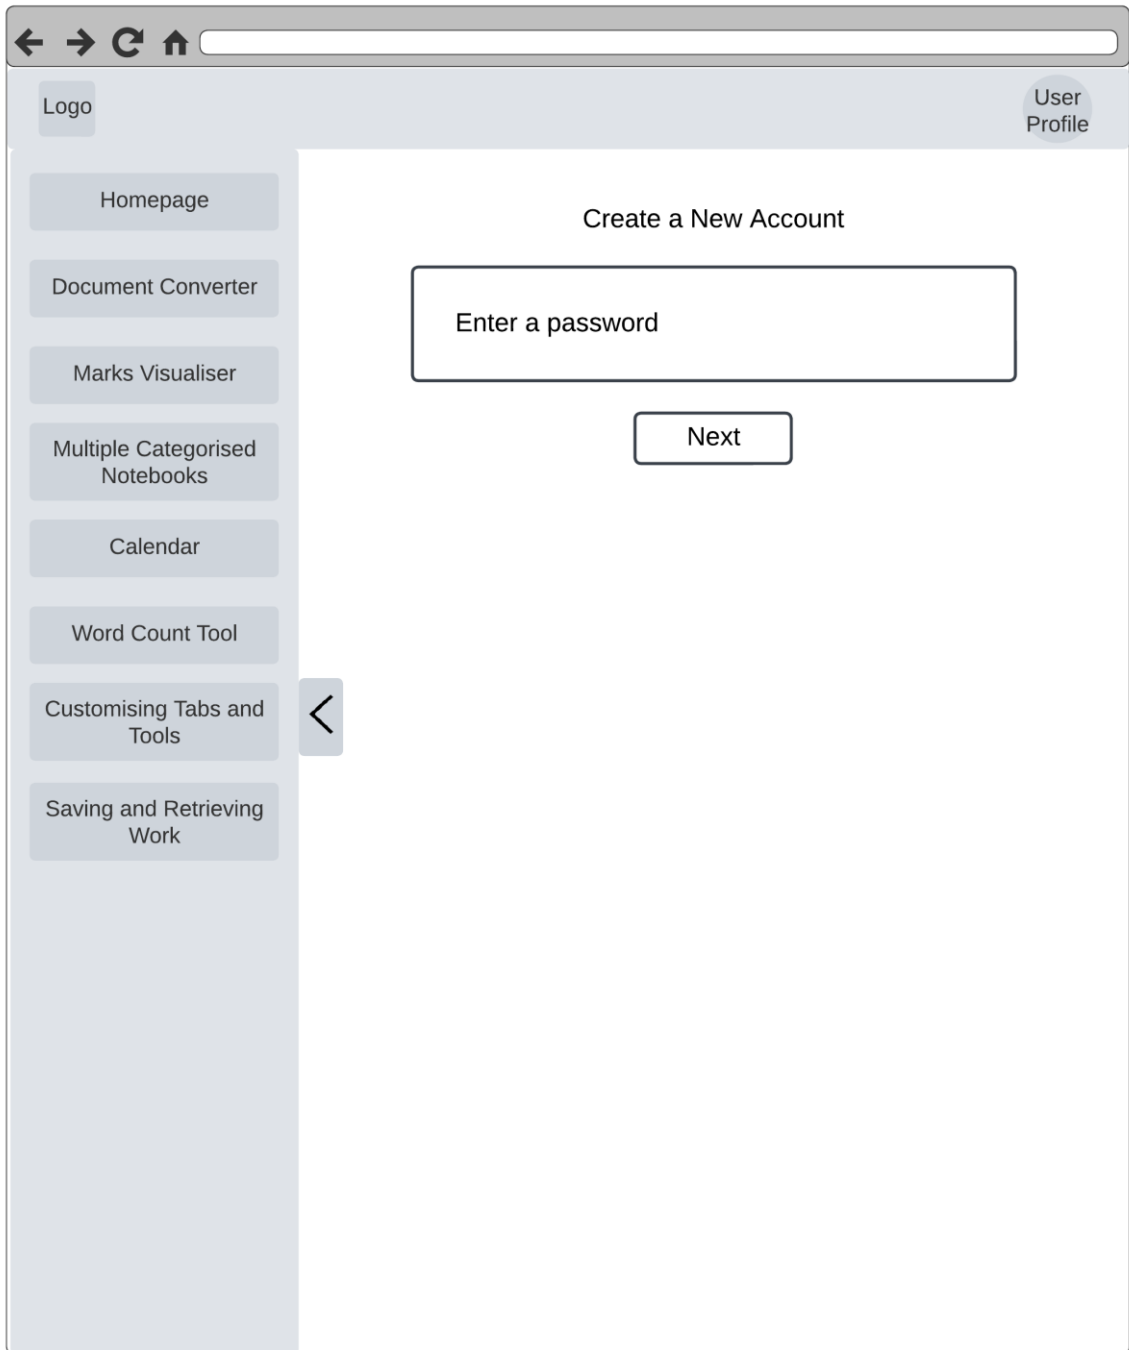 Logo
User
Profile
Homepage
Document Converter
Marks Visualiser
Multiple Categorised
Notebooks
Calendar
Word Count Tool
Customising Tabs and
Tools
Saving and Retrieving
Work
Create a New Account
Enter a password
Next